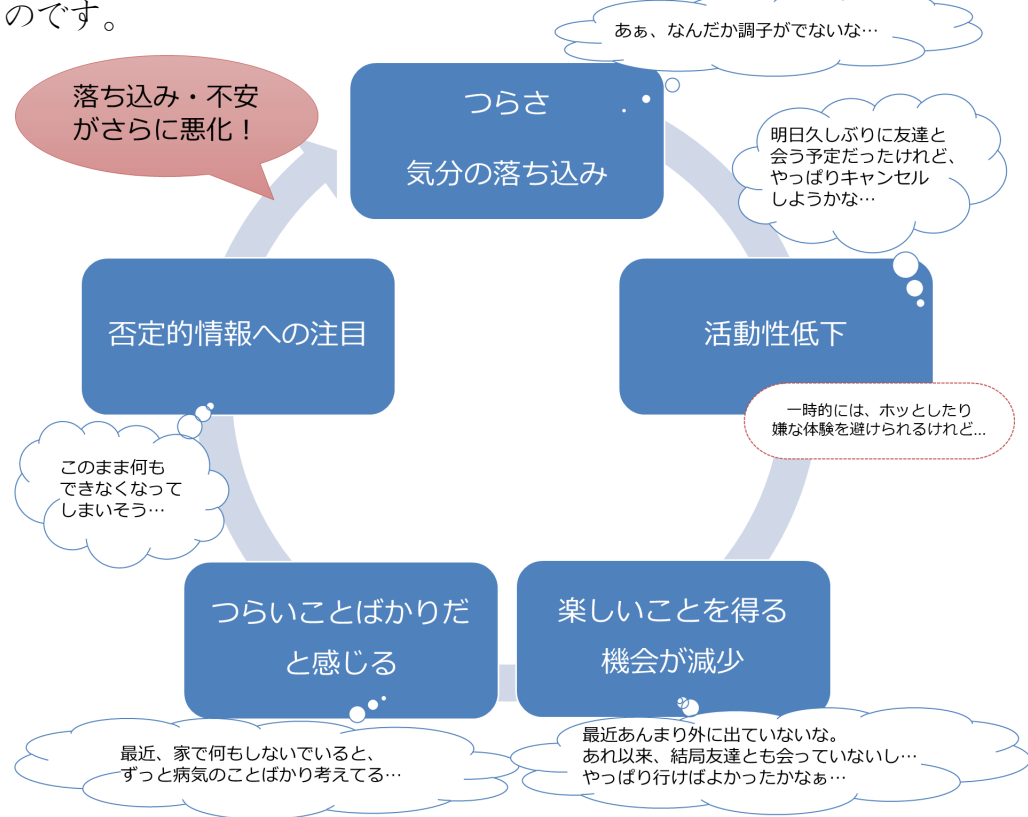 のです。
あぁ、なんだか調子がでないな…
落ち込み・不安
がさらに悪化！
つらさ
気分の落ち込み
明日久しぶりに友達と
会う予定だったけれど、
やっぱりキャンセル
しようかな…
否定的情報への注目
活動性低下
一時的には、ホッとしたり
嫌な体験を避けられるけれど…
このまま何も
できなくなって
しまいそう…
つらいことばかりだ
と感じる
楽しいことを得る
機会が減少
最近、家で何もしないでいると、
ずっと病気のことばかり考えてる…
最近あんまり外に出ていないな。
あれ以来、結局友達とも会っていないし…
やっぱり行けばよかったかなぁ…